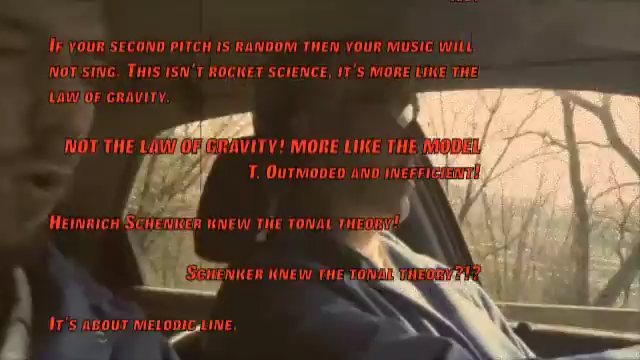 If your second pitch is random then your music will
not sing. This isn't rocket science, it's more like the
law of gravity.
NOT THE LAW OF GRAVITY! MORE LIKE THE MODEL
T. Outmoded and inefficient!
Heinrich Schenker knew the tonal theory!
Schenker knew the tonal theory?!?
It's about melodic line,